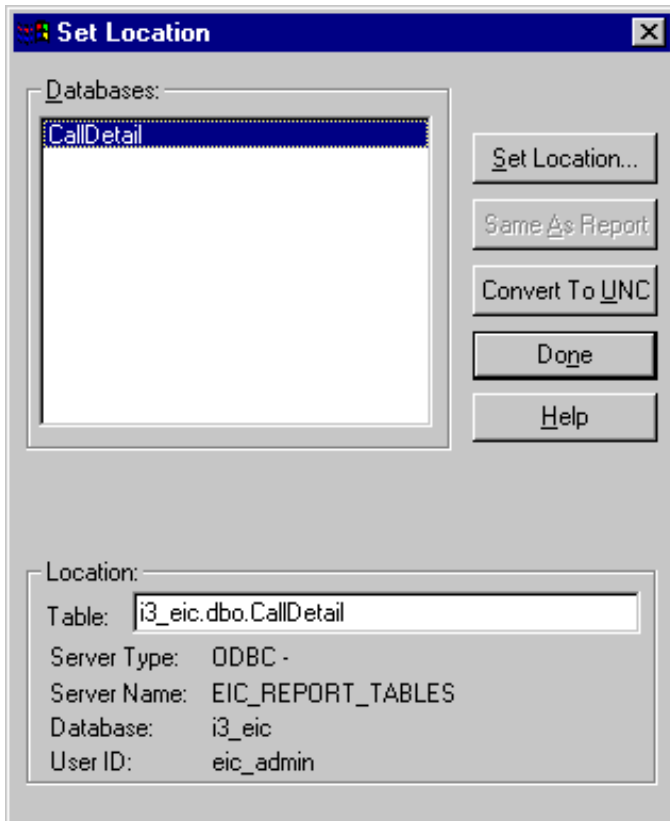 Set Location
Databases:
CallDetail
Set Location...
Same As Report
Convert To UNC
Done
Help
Location:
Table: i3_eic.dbo.CallDetail
Server Type: ODBC -
Server Name: EIC_REPORT_TABLES
Database: i3_eic
User ID: eic_admin